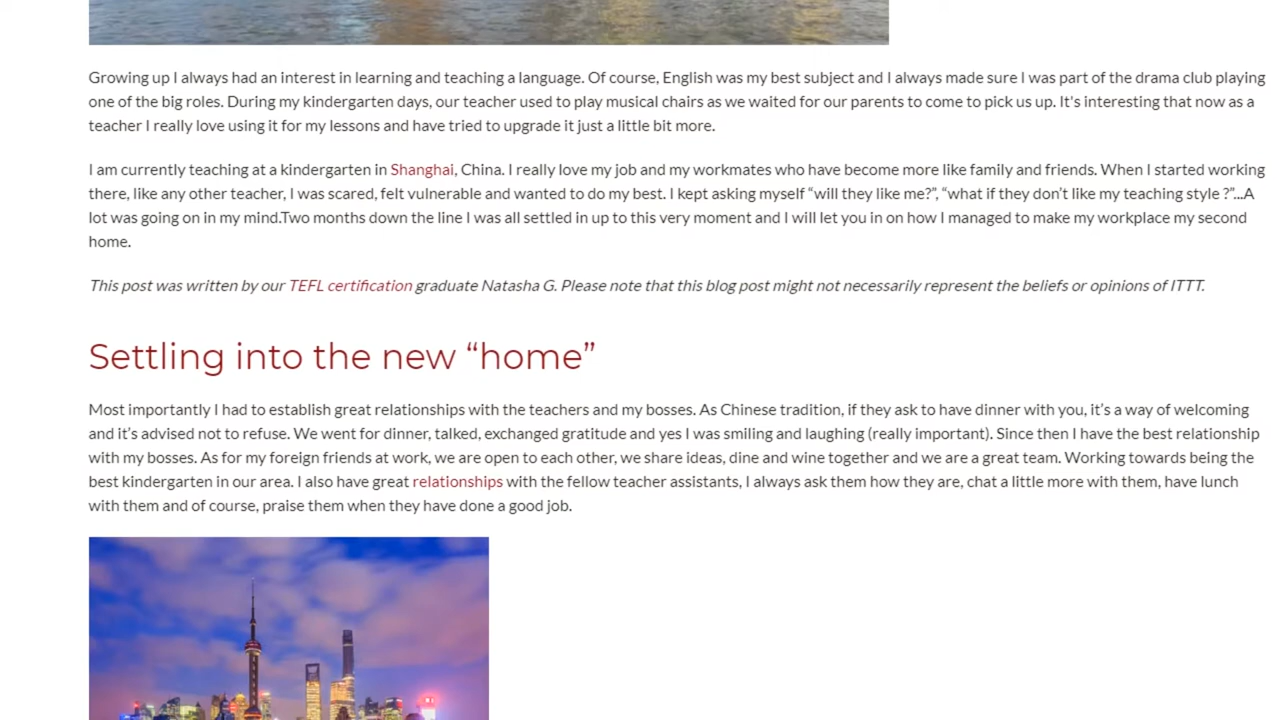 Growing up I always had an interest in learning and teaching a language. Of course, English was my best subject and I always made sure I was part of the drama club playing
one of the big roles. During my kindergarten days, our teacher used to play musical chairs as we waited for our parents to come to pick us up. It's interesting that now as a
teacher I really love using it for my lessons and have tried to upgrade it just a little bit more.
I am currently teaching at a kindergarten in Shanghai, China. I really love my job and my workmates who have become more like family and friends. When I started working
there, like any other teacher, I was scared, felt vulnerable and wanted to do my best. I kept asking myself “will they like me?”, “what if they don’t like my teaching style ?”...A
lot was going on in my mind.Two months down the line I was all settled in up to this very moment and I will let you in on how I managed to make my workplace my second
home.
This post was written by our TEFL certification graduate Natasha G. Please note that this blog post might not necessarily represent the beliefs or opinions of ITTT.
Settling into the new “home”
Most importantly I had to establish great relationships with the teachers and my bosses. As Chinese tradition, if they ask to have dinner with you, it’s a way of welcoming
and it’s advised not to refuse. We went for dinner, talked, exchanged gratitude and yes I was smiling and laughing (really important). Since then I have the best relationship
with my bosses. As for my foreign friends at work, we are open to each other, we share ideas, dine and wine together and we are a great team. Working towards being the
best kindergarten in our area. I also have great relationships with the fellow teacher assistants, I always ask them how they are, chat a little more with them, have lunch
with them and of course, praise them when they have done a good job.